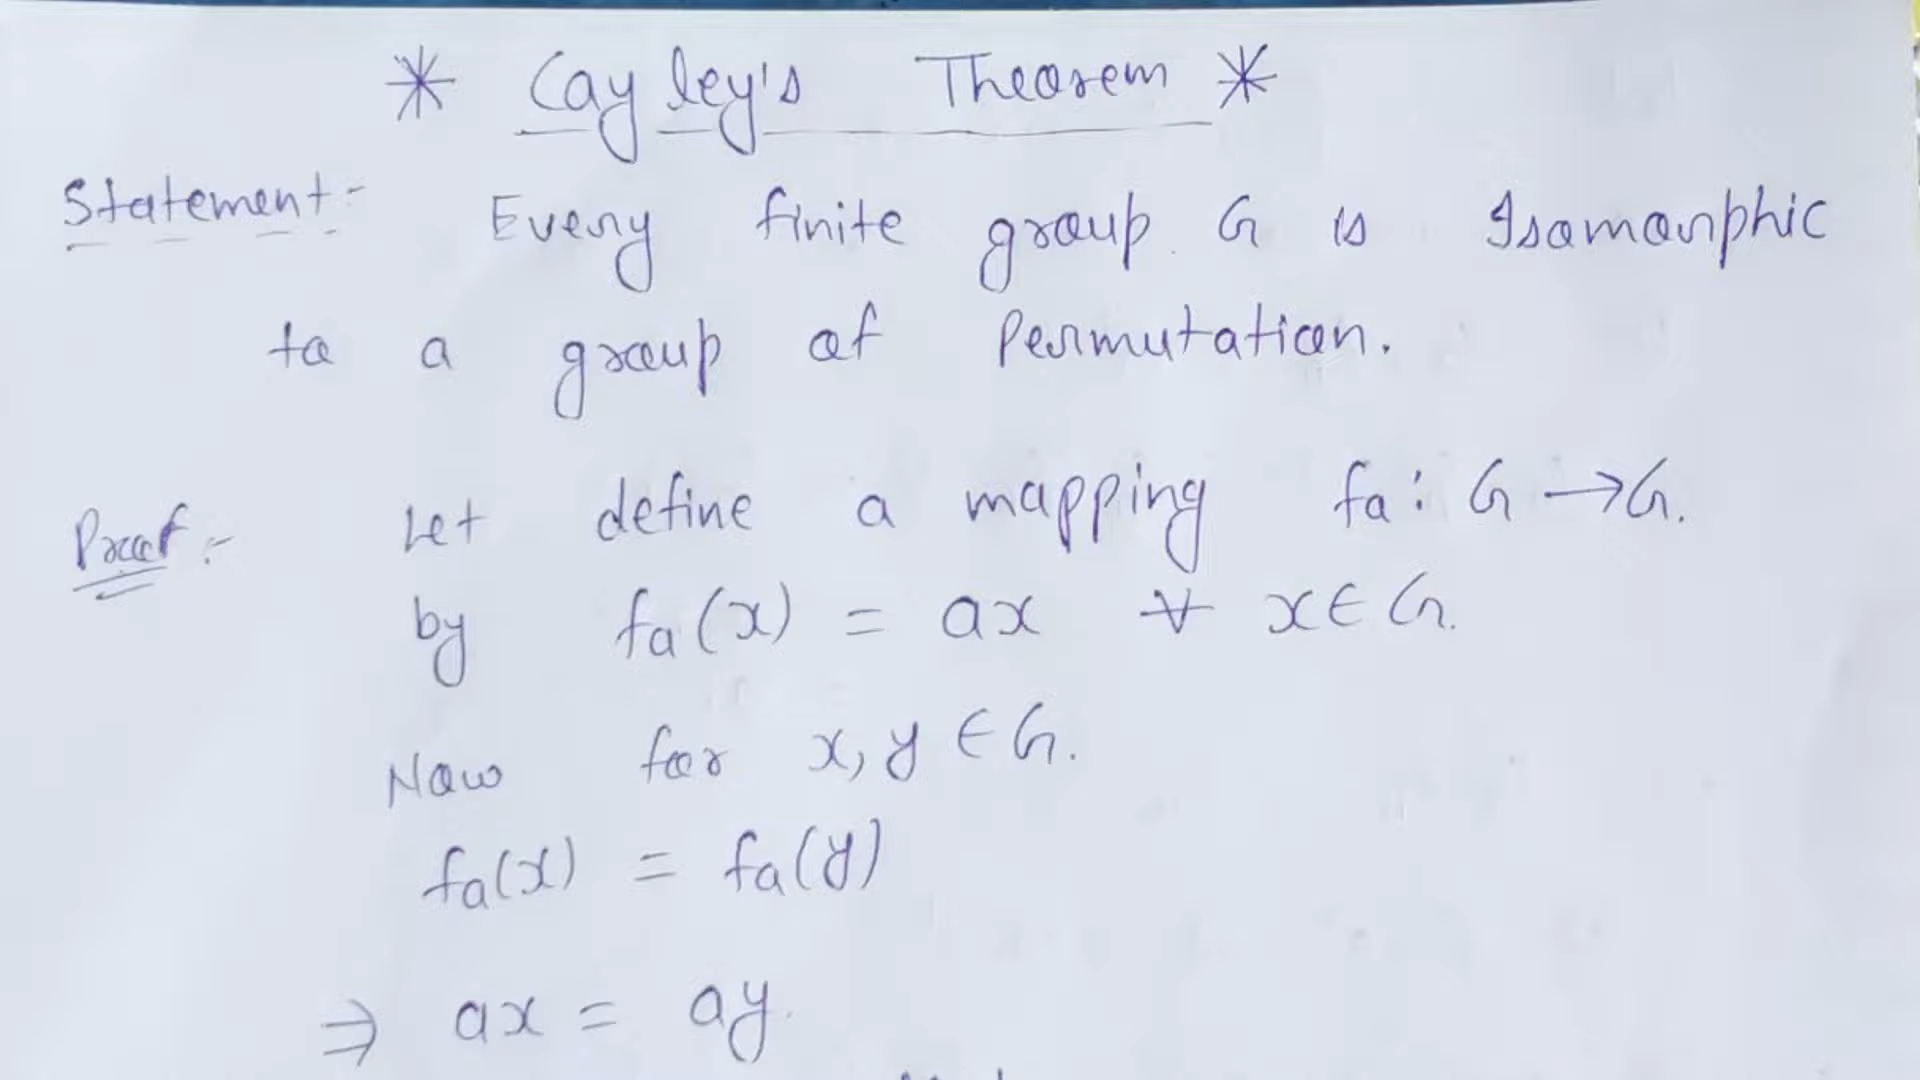 * Cayley's Theorem *
Statement:- Every finite group G is Isomorphic
to a group of Permutation.
Proof:- Let define a mapping fa: G → G.
by fa(x) = ax ∀ x ∈ G.
Now for x, y ∈ G.
fa(x) = fa(y)
⇒ ax = ay.